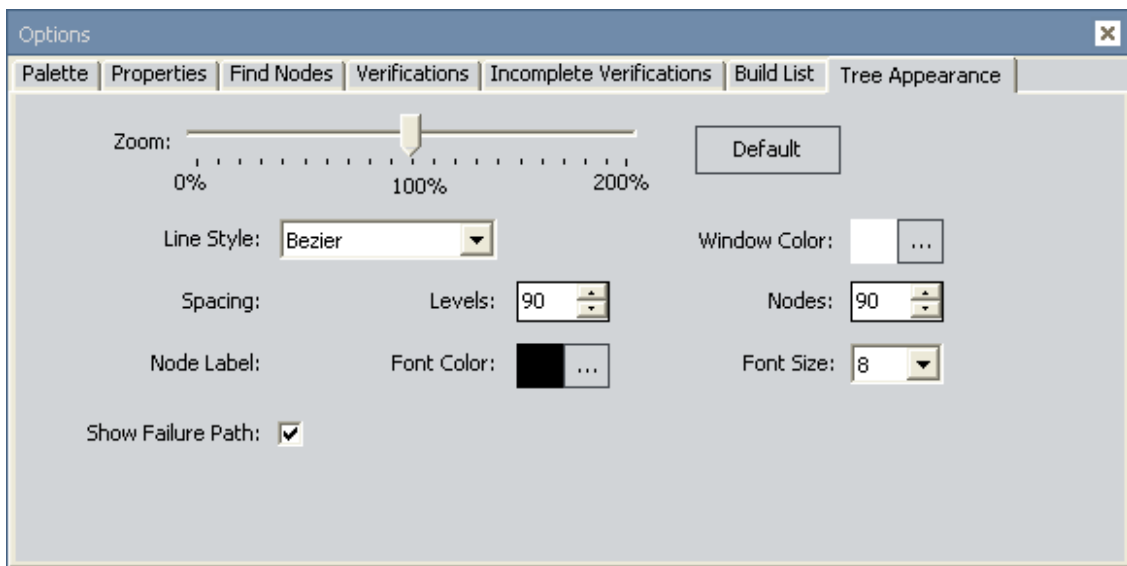 Options
Palette Properties Find Nodes Verifications Incomplete Verifications Build List Tree Appearance
Zoom: Default
0% 100% 200%
Line Style: Bezier Window Color: ...
Spacing: Levels: 90 Nodes: 90
Node Label: Font Color: ... Font Size: 8
Show Failure Path: